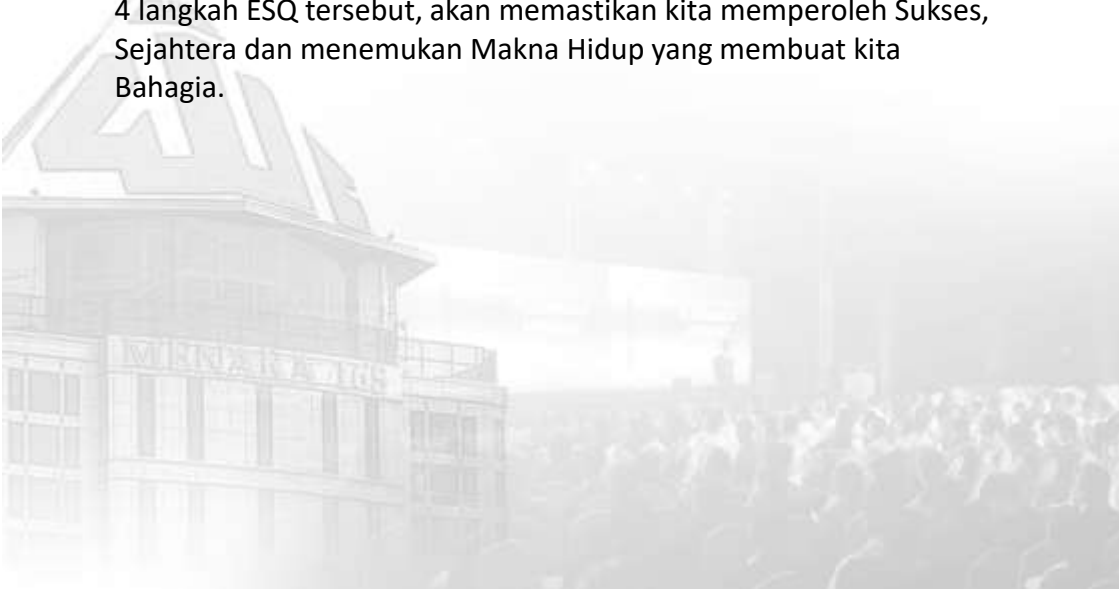 4 langkah ESQ tersebut, akan memastikan kita memperoleh Sukses,
Sejahtera dan menemukan Makna Hidup yang membuat kita
Bahagia.
MENARA 165